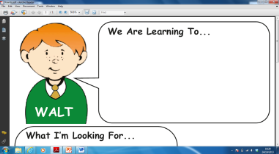 We Are Learning To...
WALT
What I'm Looking For...